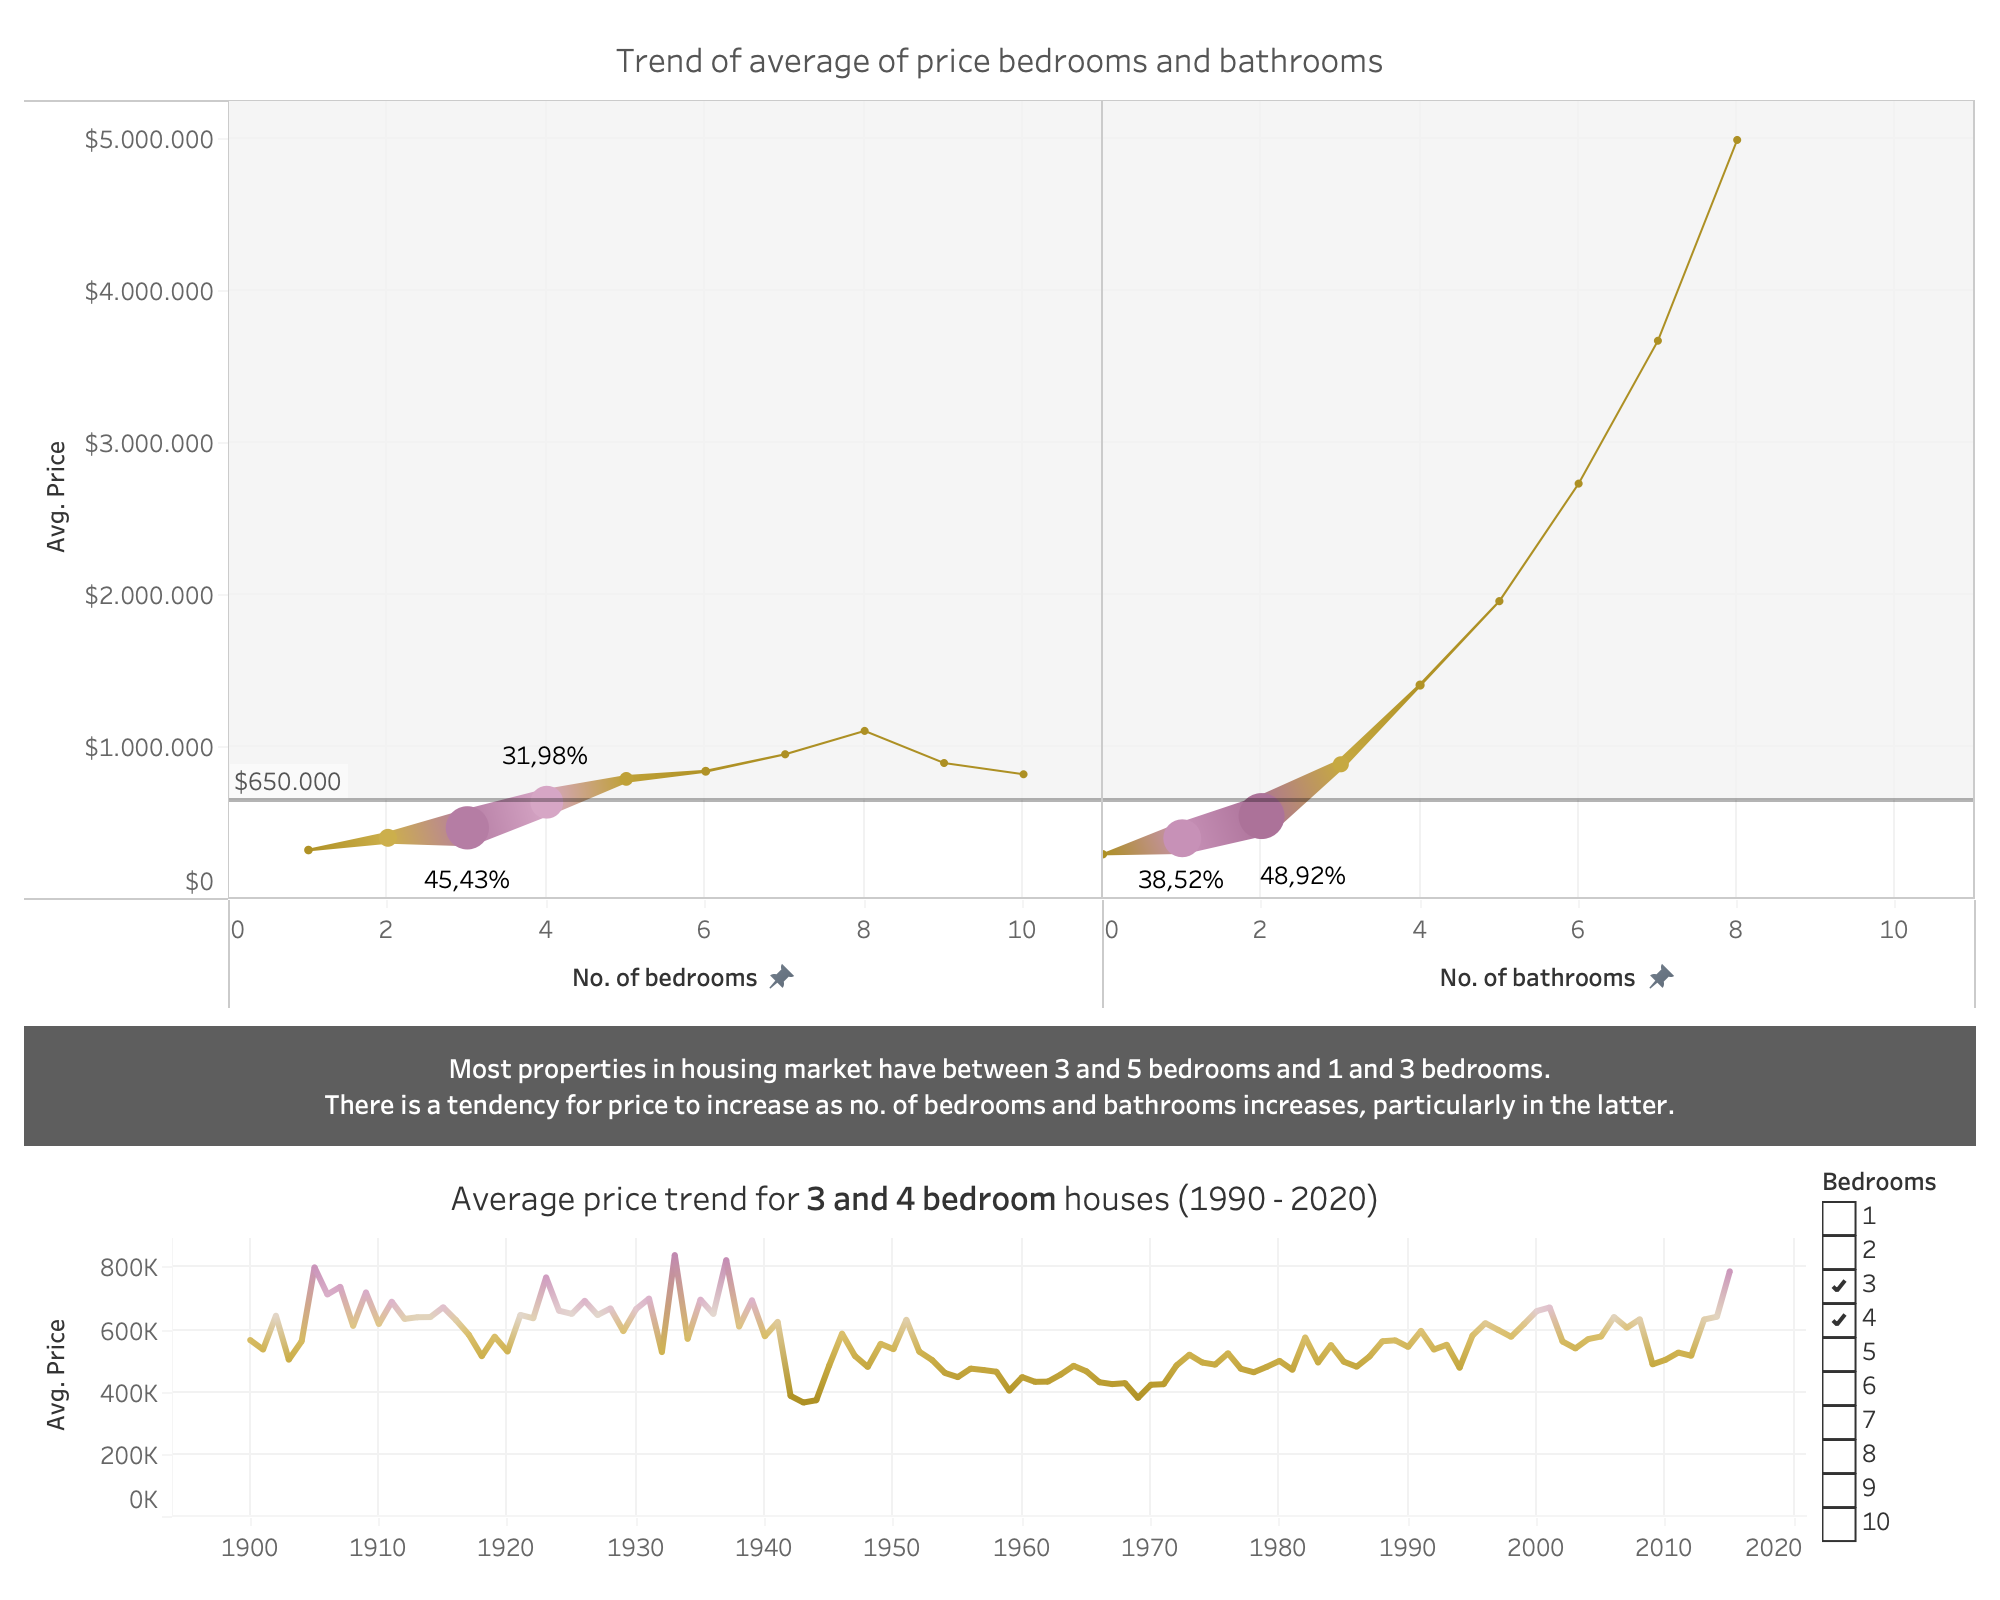 Trend of average of price bedrooms and bathrooms
$5.000.000
$4.000.000
$3.000.000
$2.000.000
$1.000.000
$650.000
$0
Avg. Price
31,98%
45,43%
38,52%
48,92%
0 2 4 6 8 10
0 2 4 6 8 10
No. of bedrooms
No. of bathrooms
Most properties in housing market have between 3 and 5 bedrooms and 1 and 3 bedrooms.
There is a tendency for price to increase as no. of bedrooms and bathrooms increases, particularly in the latter.
Average price trend for 3 and 4 bedroom houses (1990 - 2020)
800K
600K
400K
200K
0K
Avg. Price
1900 1910 1920 1930 1940 1950 1960 1970 1980 1990 2000 2010 2020
Bedrooms
1
2
3
4
5
6
7
8
9
10